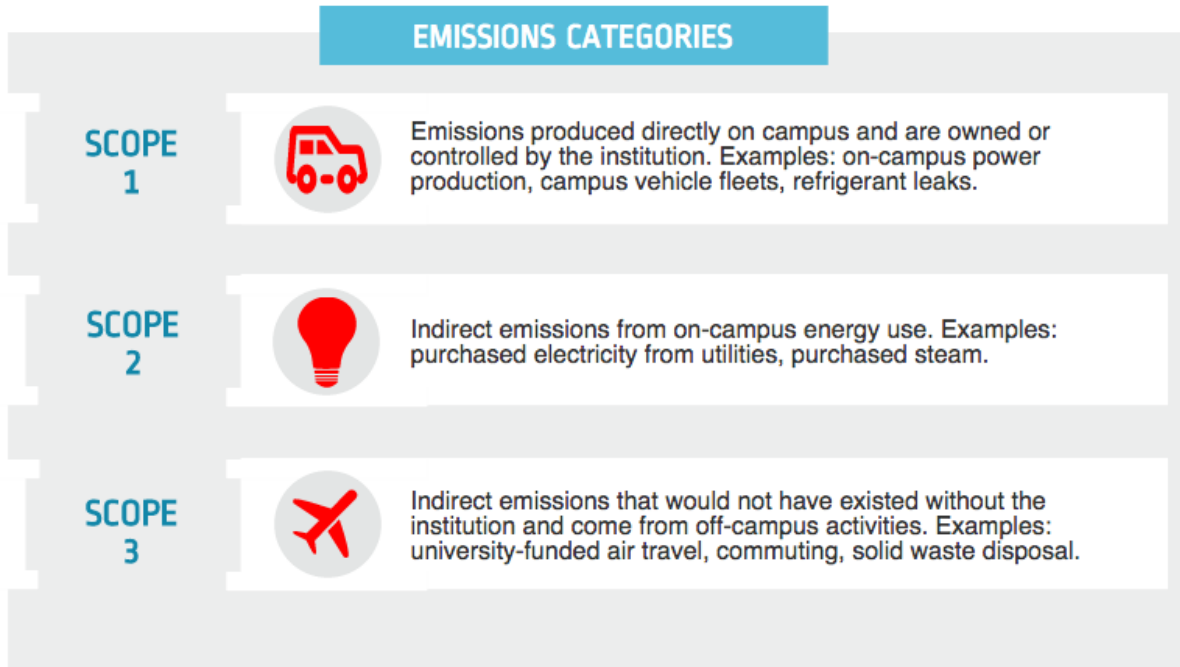 EMISSIONS CATEGORIES
SCOPE
1
Emissions produced directly on campus and are owned or
controlled by the institution. Examples: on-campus power
production, campus vehicle fleets, refrigerant leaks.
SCOPE
2
Indirect emissions from on-campus energy use. Examples:
purchased electricity from utilities, purchased steam.
SCOPE
3
Indirect emissions that would not have existed without the
institution and come from off-campus activities. Examples:
university-funded air travel, commuting, solid waste disposal.